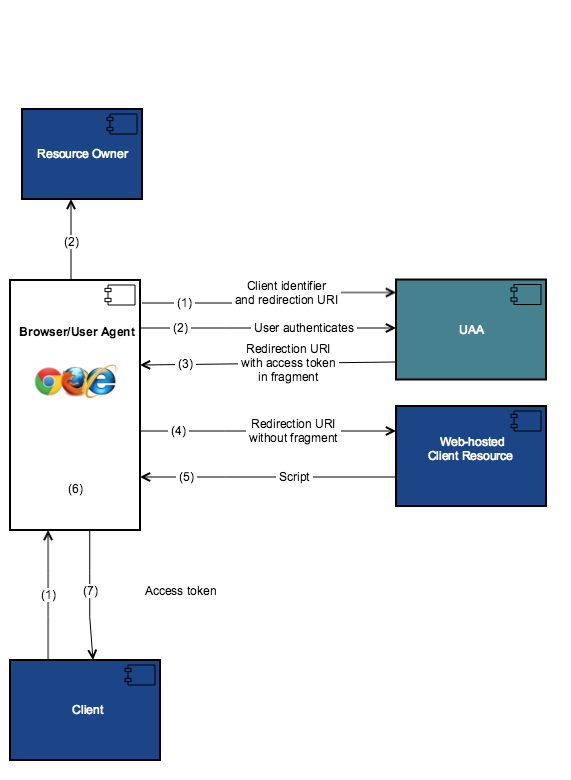 Resource Owner
(2)
Client identifier
and redirection URI
(1)
Browser/User Agent
(2)
User authenticates
UAA
Redirection URI
(3)
with access token
in fragment
Redirection URI
(4)
without fragment
Web-hosted
Client Resource
(5)
Script
(6)
(1)
(7)
Access token
Client